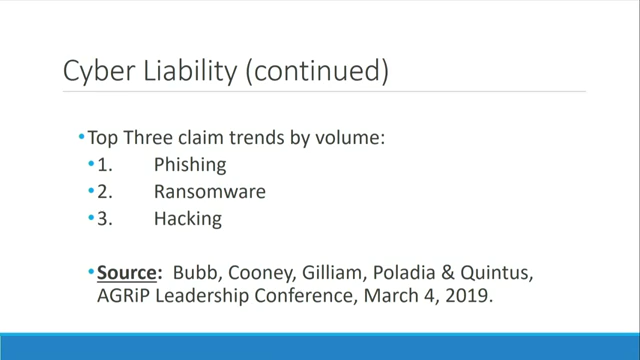 Cyber Liability (continued)
•Top Three claim trends by volume:
•1. Phishing
•2. Ransomware
•3. Hacking
•Source: Bubb, Cooney, Gilliam, Poladia & Quintus,
AGRiP Leadership Conference, March 4, 2019.